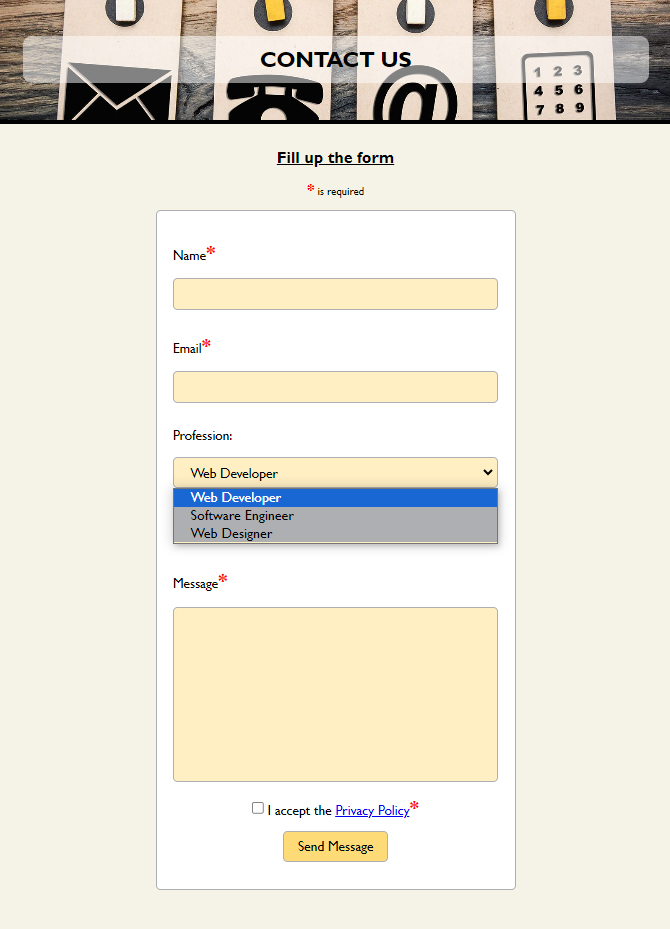 CONTACT US
@
1 2 3
4 5 6
7 8 9
Fill up the form
* is required
Name*
Email*
Profession:
Web Developer
Web Developer
Software Engineer
Web Designer
Message*
I accept the Privacy Policy*
Send Message